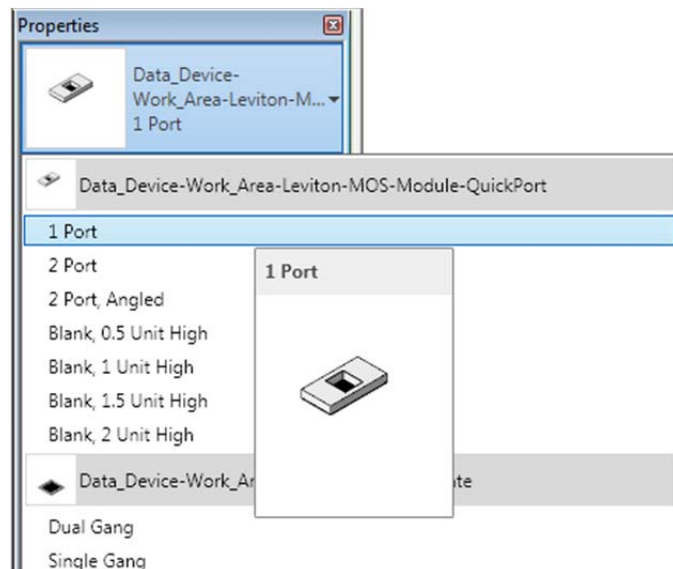 Properties
Data_Device-
Work_Area-Leviton-M...
1 Port
Data_Device-Work_Area-Leviton-MOS-Module-QuickPort
1 Port
2 Port
1 Port
2 Port, Angled
Blank, 0.5 Unit High
Blank, 1 Unit High
Blank, 1.5 Unit High
Blank, 2 Unit High
Data_Device-Work_Ar
Dual Gang
Single Gang